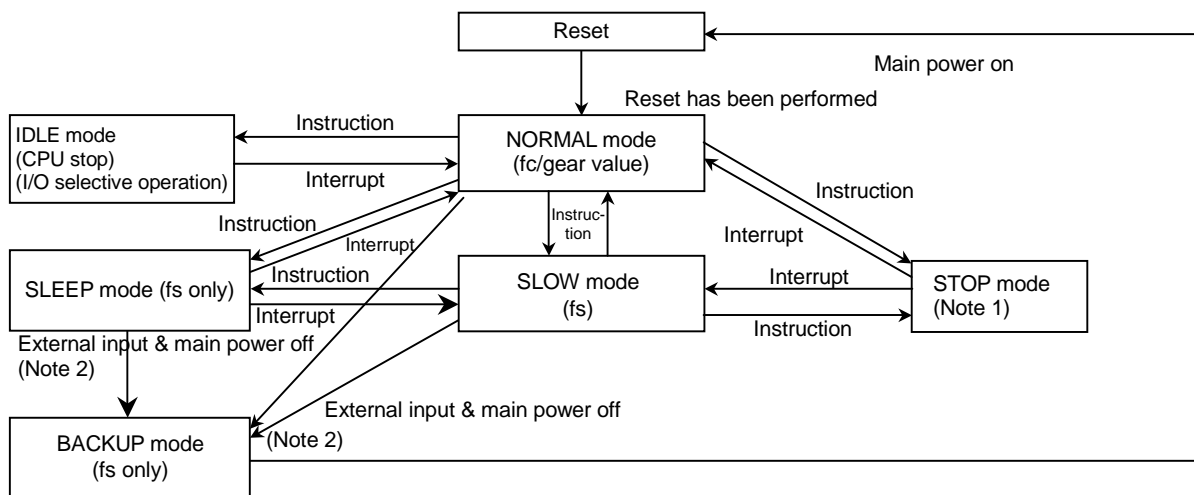 Reset
Main power on
Reset has been performed
IDLE mode
(CPU stop)
(I/O selective operation)
Instruction
Interrupt
NORMAL mode
(fc/gear value)
Instruction
Interrupt
Instruc-
tion
Instruction
Interrupt
SLEEP mode (fs only)
Instruction
Interrupt
SLOW mode
(fs)
Interrupt
Instruction
STOP mode
(Note 1)
External input & main power off
(Note 2)
External input & main power off
(Note 2)
BACKUP mode
(fs only)